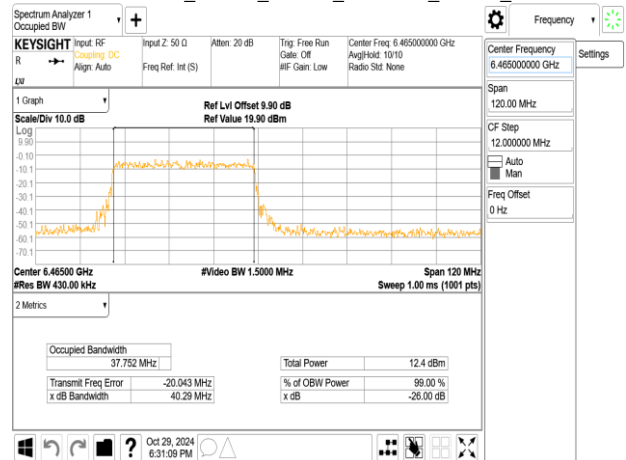 Spectrum Analyzer 1
Occupied BW
Frequency
KEYSIGHT
Input: RF
Coupling: DC
Align: Auto
Input Z: 50 Ω
Freq Ref: Int (S)
Atten: 20 dB
Trig: Free Run
Gate: Off
#IF Gain: Low
Center Freq: 6.465000000 GHz
Avg|Hold: 10/10
Radio Std: None
R
LXI
Center Frequency
6.465000000 GHz
Settings
Span
120.00 MHz
CF Step
12.000000 MHz
Auto
Man
Freq Offset
0 Hz
1 Graph
Scale/Div 10.0 dB
Ref Lvl Offset 9.90 dB
Ref Value 19.90 dBm
Log
9.90
-0.10
-10.1
-20.1
-30.1
-40.1
-50.1
-60.1
-70.1
Center 6.46500 GHz
#Video BW 1.5000 MHz
Span 120 MHz
#Res BW 430.00 kHz
Sweep 1.00 ms (1001 pts)
2 Metrics
Occupied Bandwidth
37.752 MHz
Total Power 12.4 dBm
Transmit Freq Error -20.043 MHz
% of OBW Power 99.00 %
x dB Bandwidth 40.29 MHz
x dB -26.00 dB
?
Oct 29, 2024
6:31:09 PM